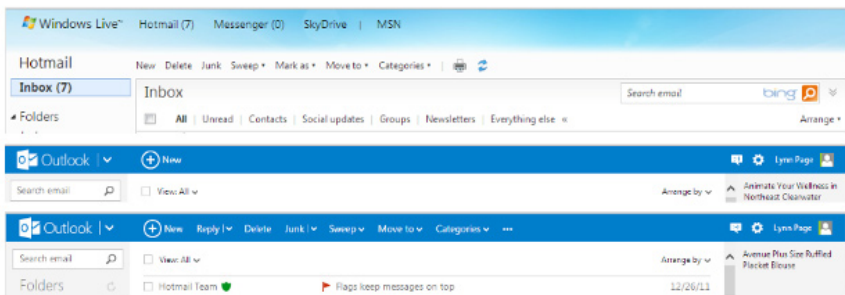 Windows Live™ Hotmail (7) Messenger (0) SkyDrive | MSN
Hotmail New Delete Junk Sweep Mark as Move to Categories
Inbox (7) Inbox Search email bing
Folders All | Unread | Contacts | Social updates | Groups | Newsletters | Everything else « Arrange
Outlook New Lynn Page
Search email View: All Arrange by Animate Your Wellness in
Northeast Clearwater
Outlook New Reply Delete Junk Sweep Move to Categories ••• Lynn Page
Search email View: All Arrange by Avenue Plus Size Ruffled
Placket Blouse
Folders Hotmail Team Flags keep messages on top 12/26/11